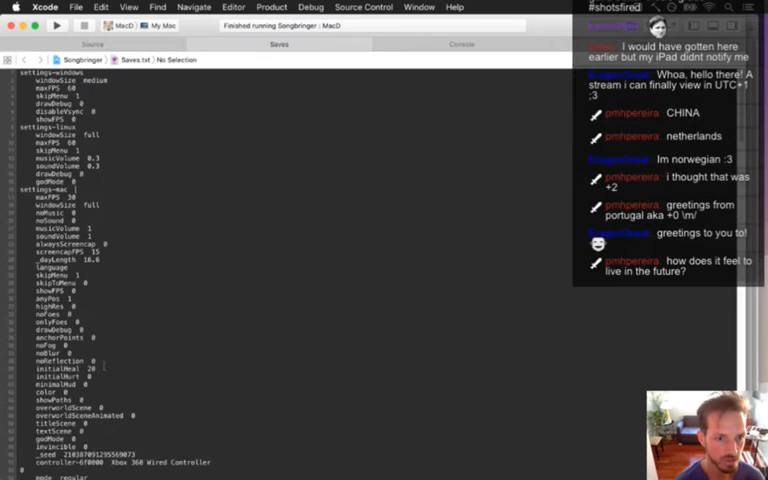 Xcode File Edit View Find Navigate Editor Product Debug Source Control Window Help
#shotsfired
MacD My Mac
Finished running Songbringer : MacD
Source
Saves
Console
Songbringer Saves.txt No Selection
settings-windows
windowSize medium
maxFPS 60
skipMenu 1
drawDebug 0
disableVsync 0
showFPS 0
settings-linux
windowSize full
maxFPS 60
skipMenu 1
musicVolume 0.3
soundVolume 0.3
drawDebug 0
godMode 0
settings-mac
maxFPS 30
windowSize full
noMusic 0
noSound 0
musicVolume 1
soundVolume 1
alwaysScreencap 0
screencapFPS 15
_dayLength 16.6
language
skipMenu 1
skipToMenu 0
showFPS 0
anyPos 1
highRes 0
noFoes 0
onlyFoes 0
drawDebug 0
anchorPoints 0
noFog 0
noBlur 0
noReflection 0
initialHeal 20
initialHurt 0
minimalHud 0
color 0
showPaths 0
overworldScene 0
overworldSceneAnimated 0
titleScene 0
textScene 0
godMode 0
invincible 0
_seed 210387091295569073
controller-6f0000 Xbox 360 Wired Controller
0
mode regular
I would have gotten here
earlier but my iPad didnt notify me
Whoa, hello there! A
stream i can finally view in UTC+1
;3
pmhpereira: CHINA
pmhpereira: netherlands
Im norwegian :3
pmhpereira: i thought that was
+2
pmhpereira: greetings from
portugal aka +0 \m/
greetings to you to!
pmhpereira: how does it feel to
live in the future?